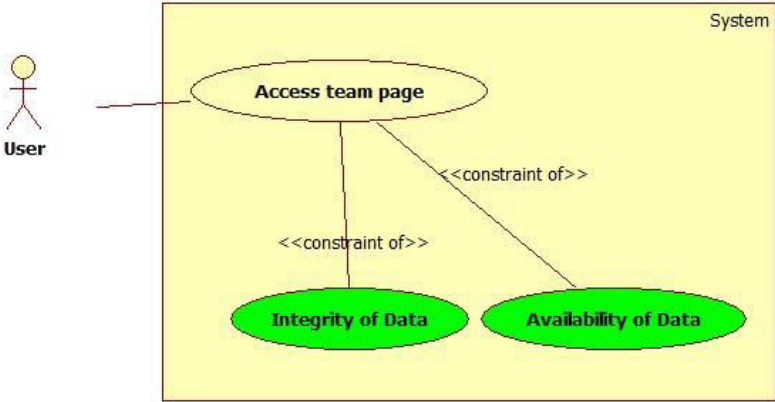 System
Access team page
User
<<constraint of>>
<<constraint of>>
Integrity of Data
Availability of Data